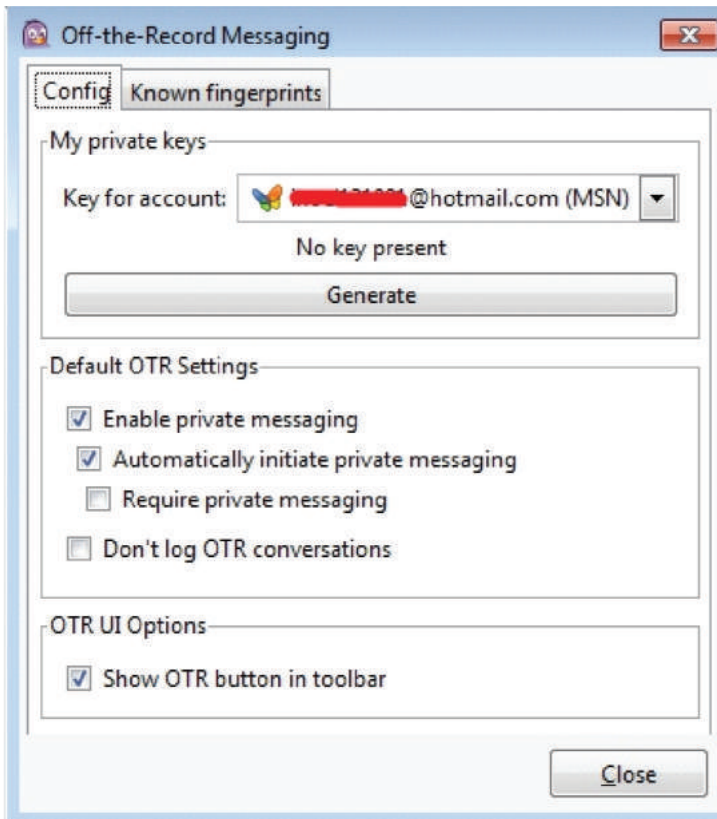 Off-the-Record Messaging
Config Known fingerprints
My private keys
Key for account: @hotmail.com (MSN)
No key present
Generate
Default OTR Settings
Enable private messaging
Automatically initiate private messaging
Require private messaging
Don't log OTR conversations
OTR UI Options
Show OTR button in toolbar
Close